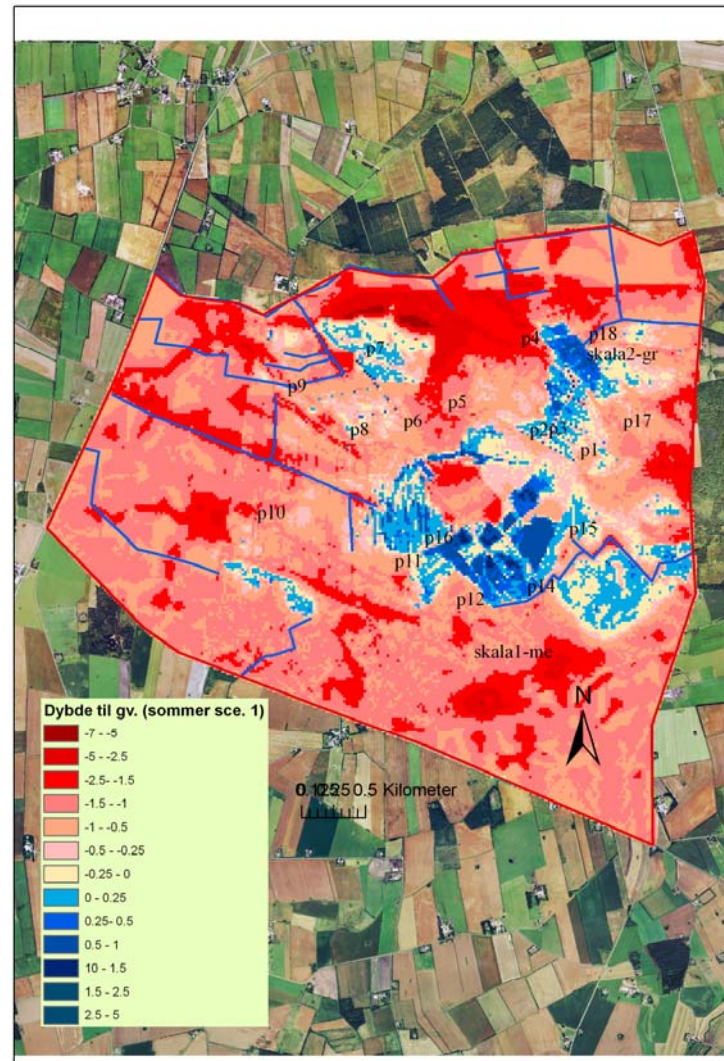 p4
p18
p7
skala2-gr
p9
p5
p6
p17
p8
p2p3
p1
p10
p16
p15
p11
p14
p12
skala1-me
N
Dybde til gv. (sommer sce. 1)
-7 - -5
-5 - -2.5
-2.5 - -1.5
-1.5 - -1
-1 - -0.5
-0.5 - -0.25
-0.25 - 0
0 - 0.25
0.25- 0.5
0.5 - 1
10 - 1.5
1.5 - 2.5
2.5 - 5
0.5 Kilometer